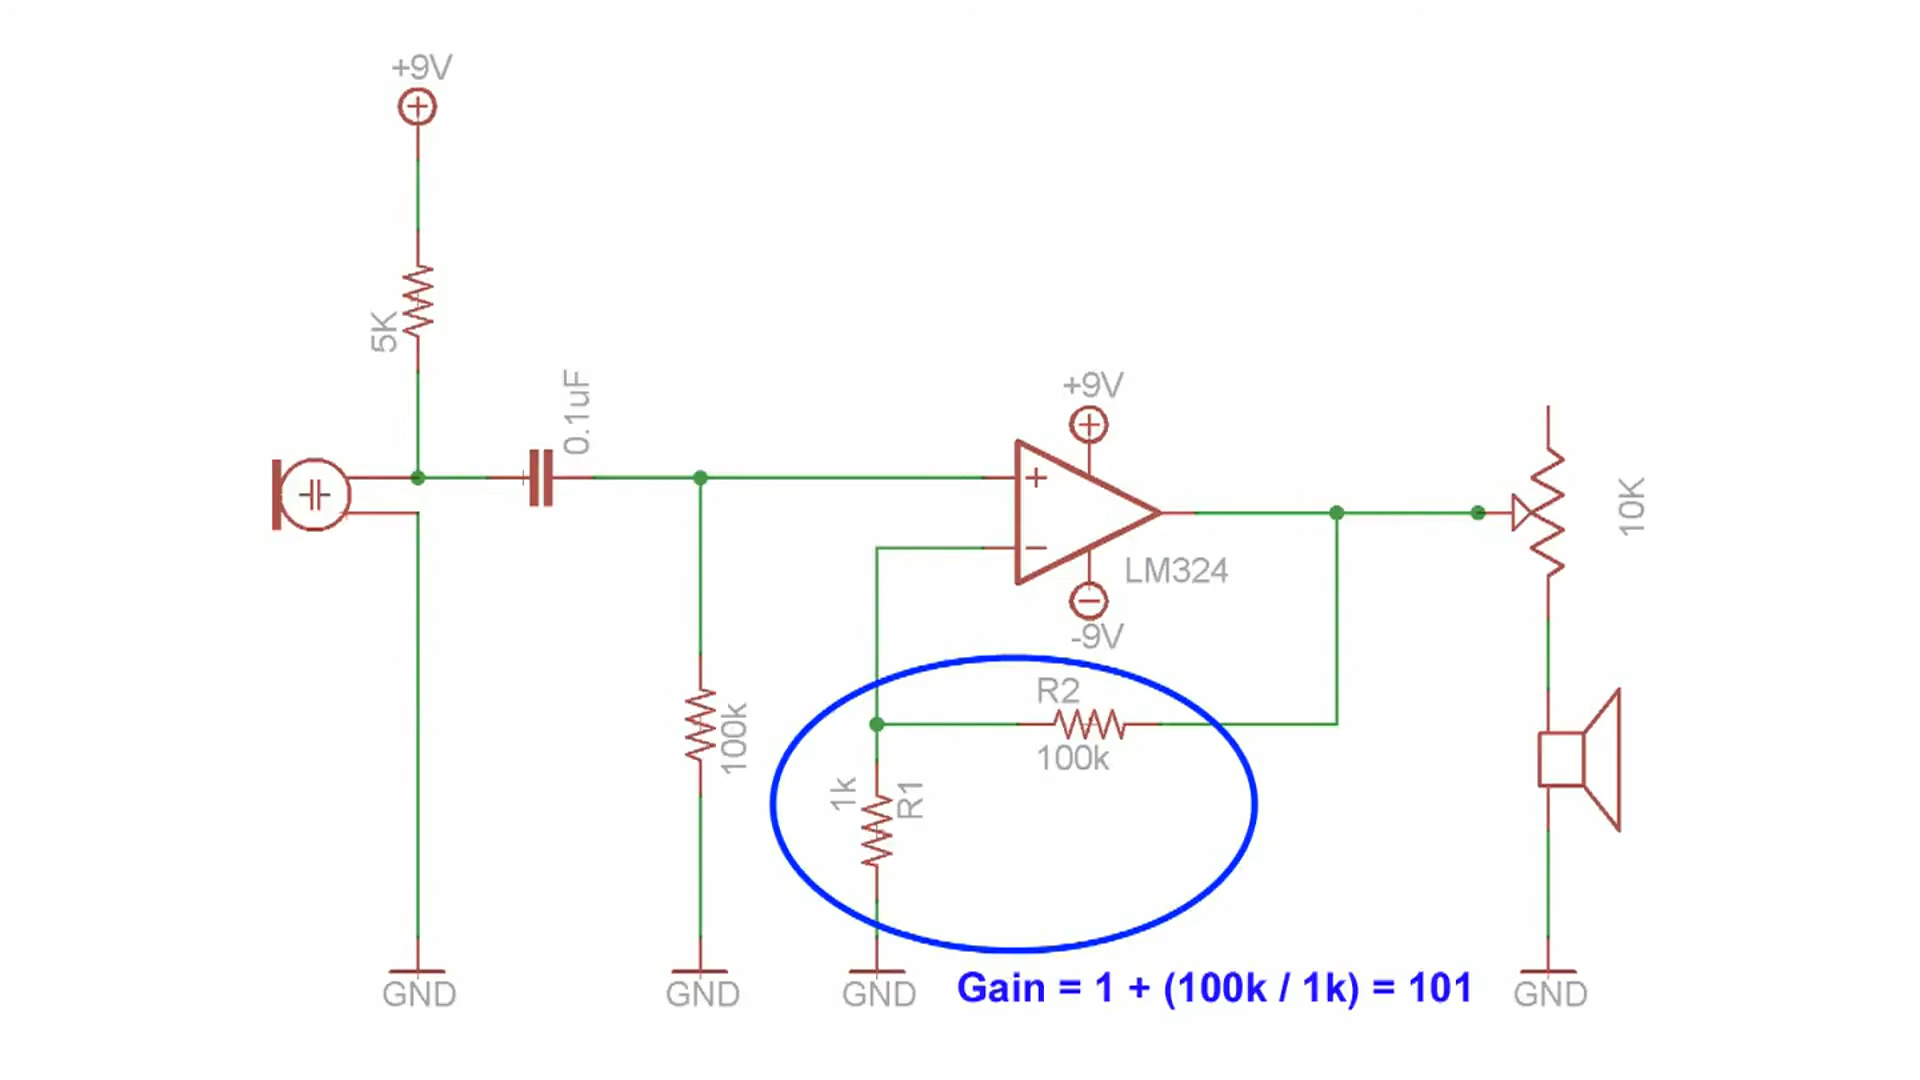 +9V
5K
0.1uF
+9V
10K
LM324
-9V
R2
100k
100k
1k
R1
GND
GND
GND
Gain = 1 + (100k / 1k) = 101
GND